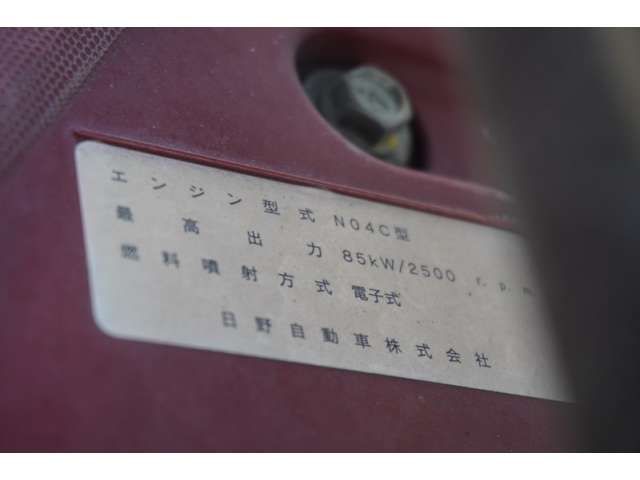 エンジン型式 N04C型
最高出力 85kW/2500 r.p.m
燃料噴射方式 電子式
日野自動車株式会社